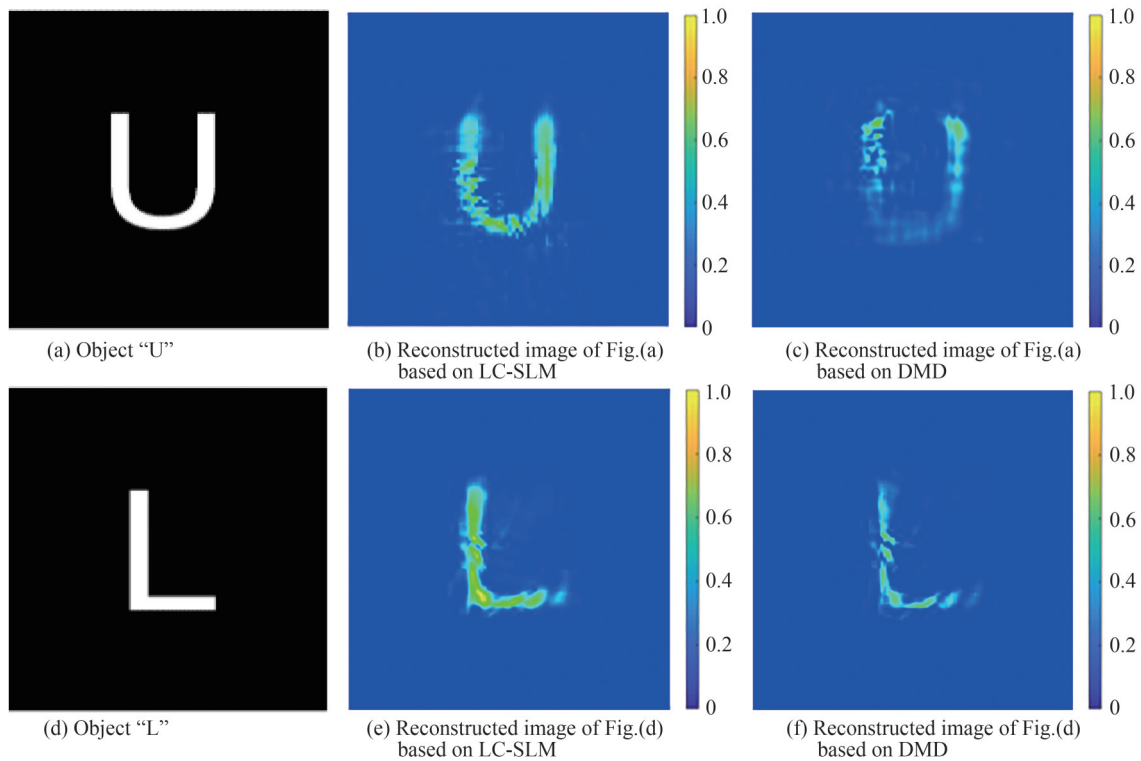 1.0
0.8
0.6
0.4
0.2
0
1.0
0.8
0.6
0.4
0.2
0
(a) Object “U”
(b) Reconstructed image of Fig.(a)
based on LC-SLM
(c) Reconstructed image of Fig.(a)
based on DMD
1.0
0.8
0.6
0.4
0.2
0
1.0
0.8
0.6
0.4
0.2
0
(d) Object “L”
(e) Reconstructed image of Fig.(d)
based on LC-SLM
(f) Reconstructed image of Fig.(d)
based on DMD